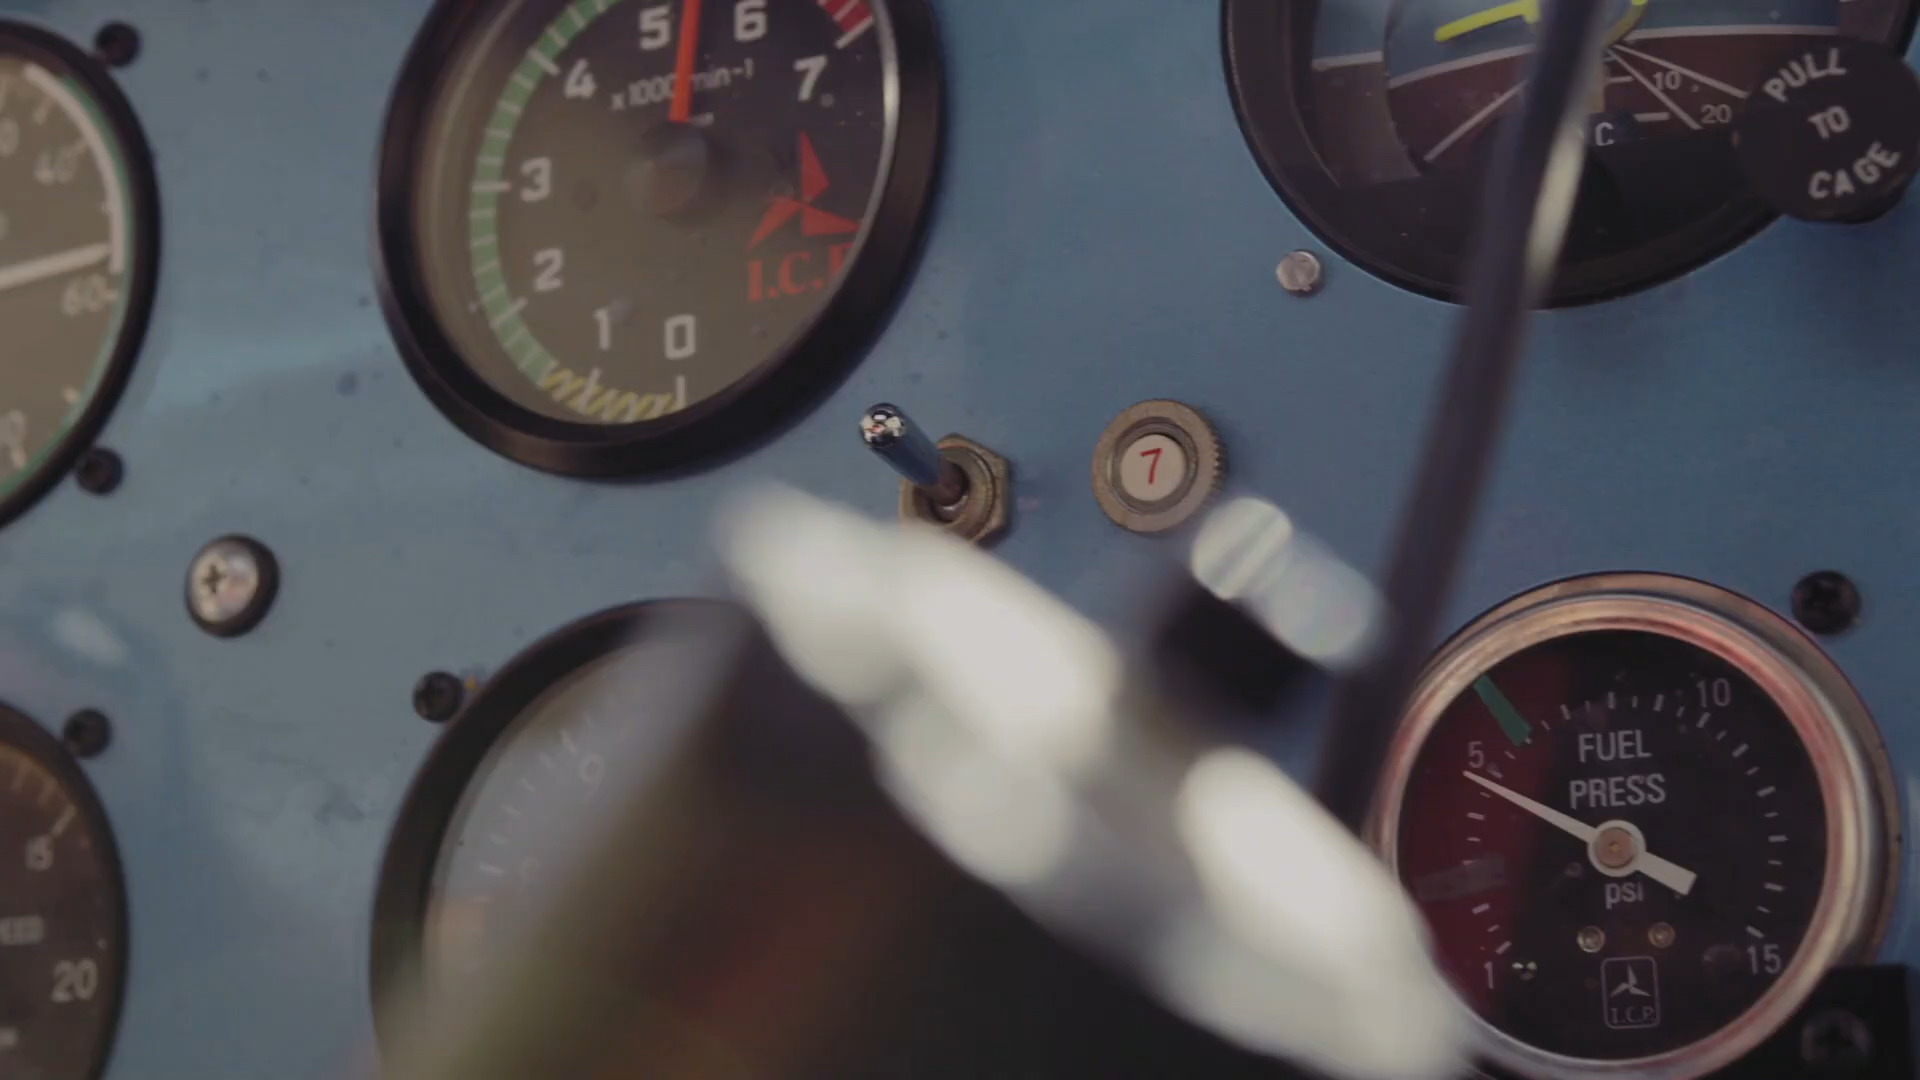 5 6
4 7
x1000 min-1
3
2
1 0
I.C.P
40
60
10
20
C
PULL
TO
CAGE
7
15
20
5
10
FUEL
PRESS
psi
1
15
I.C.P.